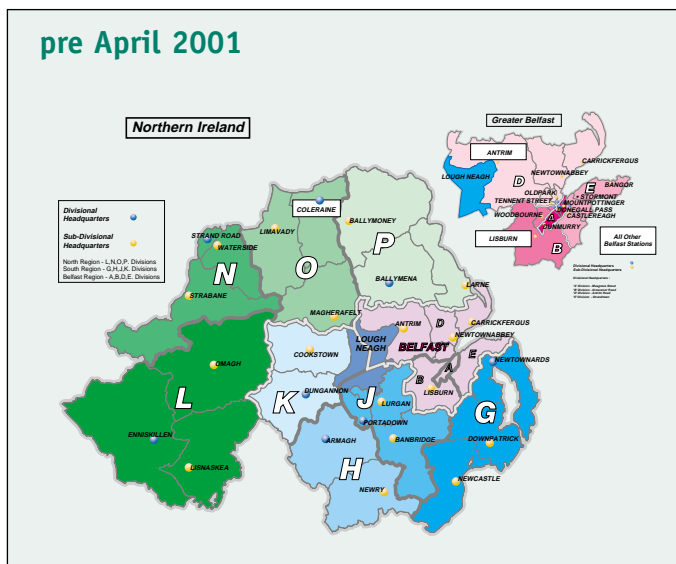 pre April 2001
Northern Ireland
Greater Belfast
ANTRIM
CARRICKFERGUS
LOUGH NEAGH
NEWTOWNABBEY
D
BANGOR
OLDPARK
E
STORMONT
TENNENT STREET
MOUNTPOTTINGER
DONEGALL PASS
WOODBOURNE
CASTLEREAGH
A
DUNMURRY
LISBURN
B
All Other
Belfast Stations
Divisional Headquarters
Sub-Divisional Headquarters
Divisional Headquarters :
Divisional
Headquarters
Sub-Divisional
Headquarters
North Region - L,N,O,P. Divisions
South Region - G,H,J,K. Divisions
Belfast Region - A,B,D,E. Divisions
COLERAINE
LIMAVADY
BALLYMONEY
STRAND ROAD
WATERSIDE
P
O
N
BALLYMENA
LARNE
STRABANE
MAGHERAFELT
ANTRIM
D
CARRICKFERGUS
NEWTOWNABBEY
LOUGH
NEAGH
BELFAST
COOKSTOWN
E
NEWTOWNARDS
OMAGH
A
B
LISBURN
DUNGANNON
L
K
J
LURGAN
G
PORTADOWN
ENNISKILLEN
ARMAGH
BANBRIDGE
DOWNPATRICK
LISNASKEA
H
NEWRY
NEWCASTLE